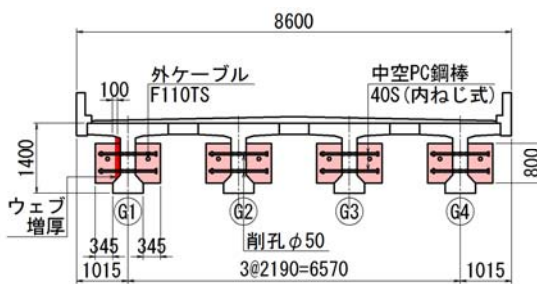 8600
100
外ケーブル
F110TS
中空PC鋼棒
40S(内ねじ式)
1400
800
ウェブ
増厚
G1
G2
G3
G4
345
345
削孔φ50
1015
3@2190=6570
1015